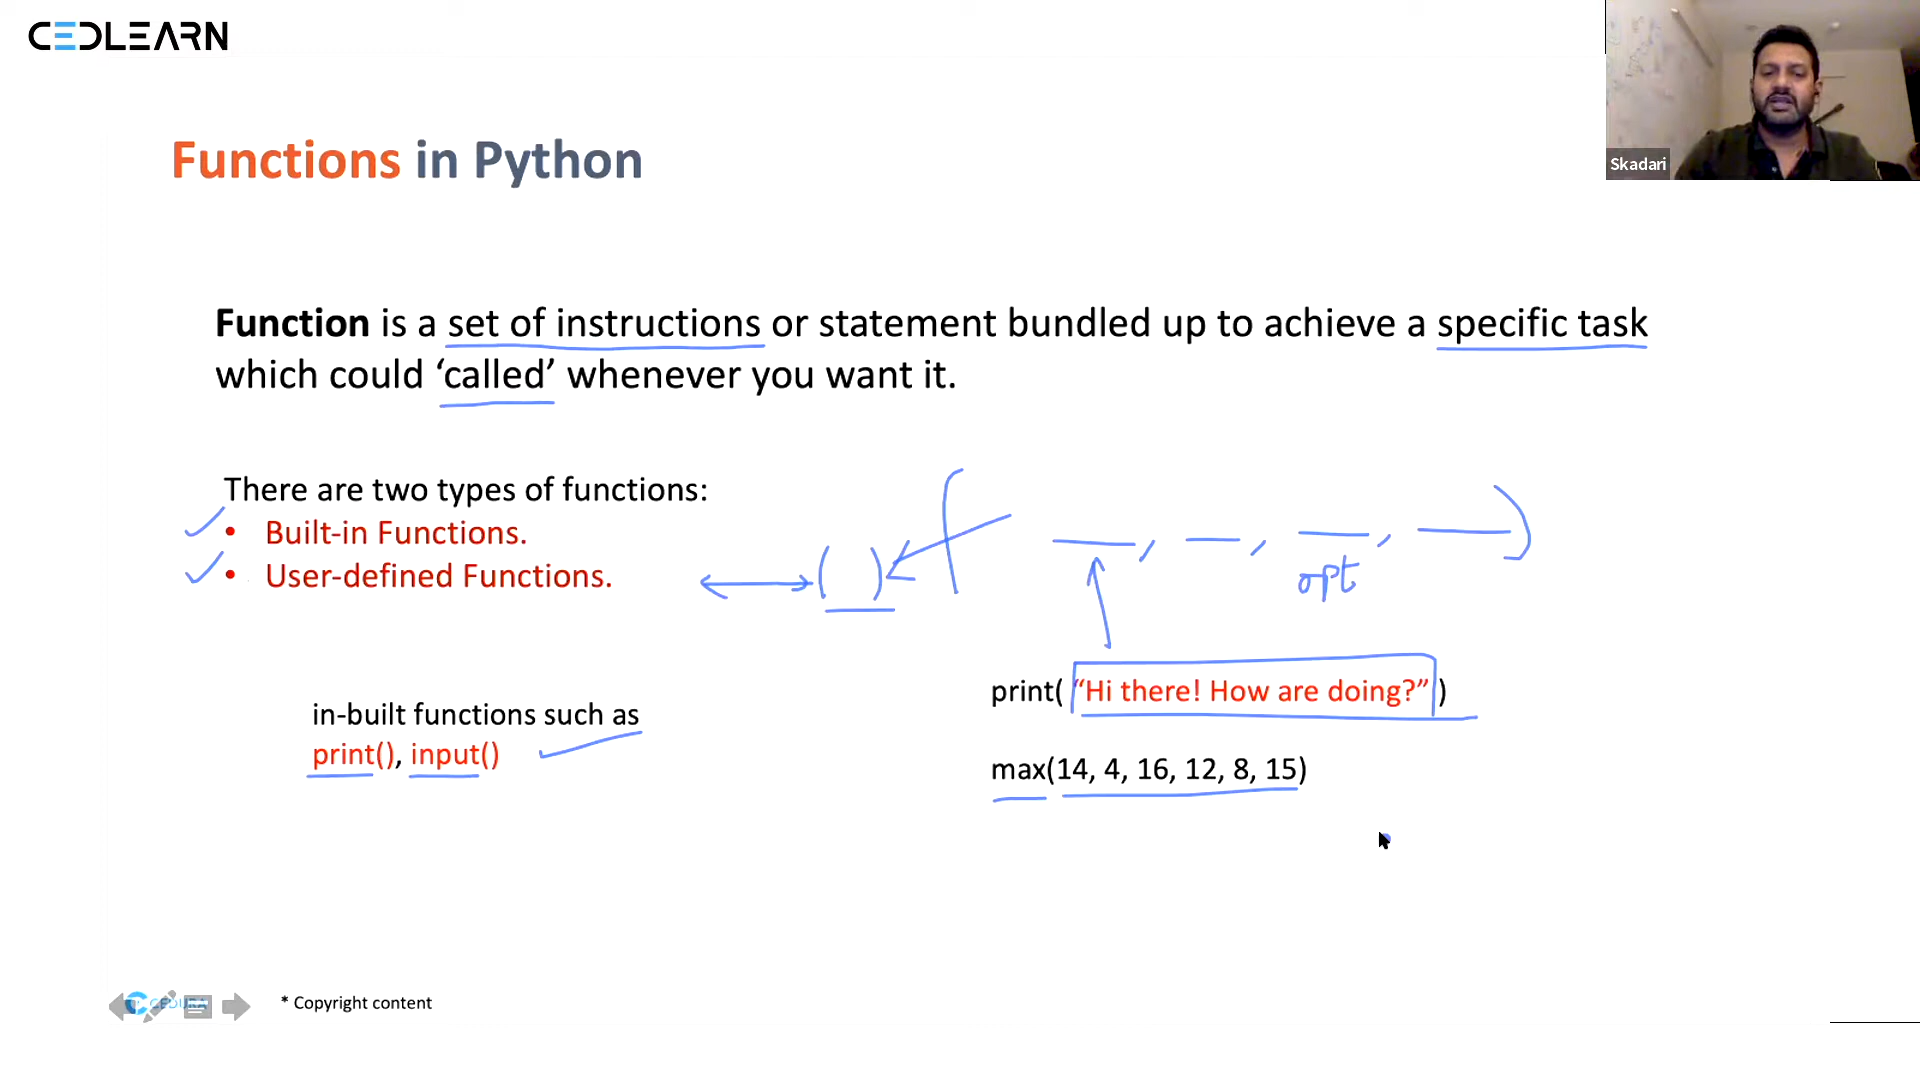 CEDLEARN
Skadari
Functions in Python
Function is a set of instructions or statement bundled up to achieve a specific task
which could ‘called’ whenever you want it.
There are two types of functions:
• Built-in Functions.
• User-defined Functions.
( )
( , , , )
opt
in-built functions such as
print(), input()
print( “Hi there! How are doing?” )
max(14, 4, 16, 12, 8, 15)
CEDURA
* Copyright content